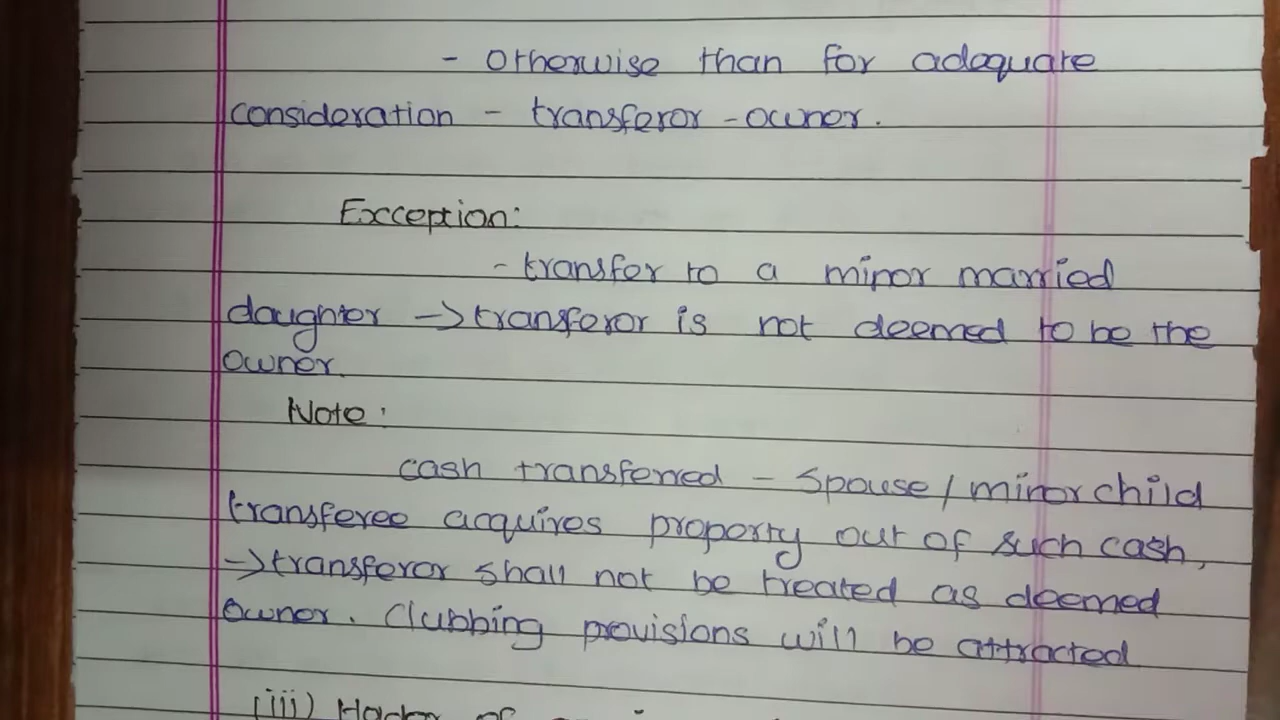 - Otherwise than for adequate
consideration - transferor - owner.
Exception:
- transfer to a minor married
daughter → transferor is not deemed to be the
owner.
Note:
cash transferred - Spouse / minor child
transferee acquires property out of such cash,
→ transferor shall not be treated as deemed
owner. Clubbing provisions will be attracted
(iii) Holder of